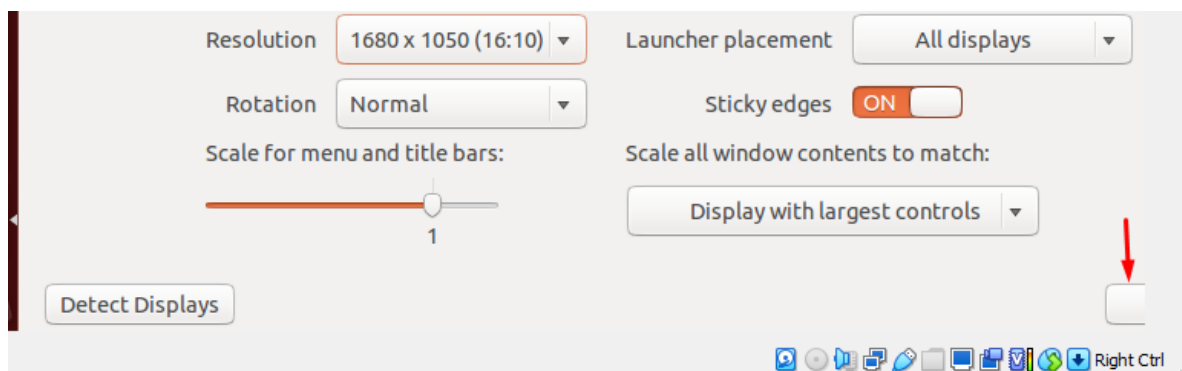 Resolution 1680 x 1050 (16:10) Launcher placement All displays
Rotation Normal Sticky edges ON
Scale for menu and title bars: Scale all window contents to match:
Display with largest controls
1
Detect Displays
Right Ctrl